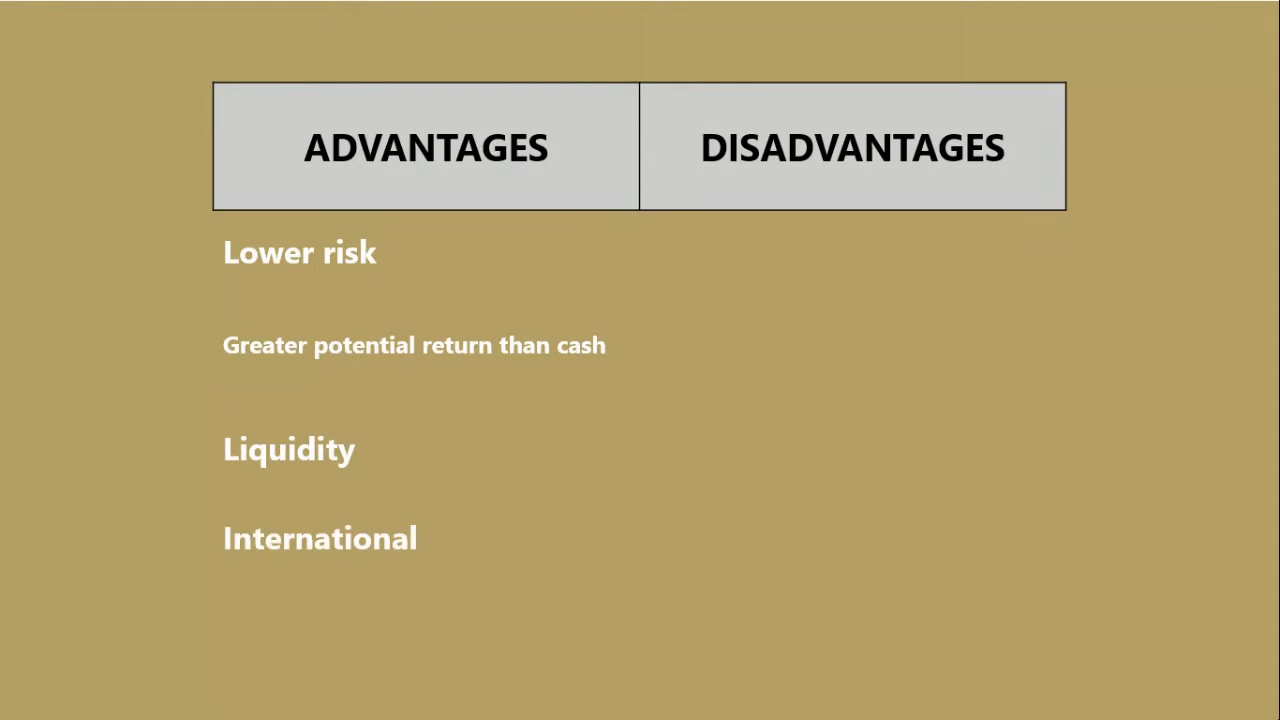 ADVANTAGES
DISADVANTAGES
Lower risk
Greater potential return than cash
Liquidity
International